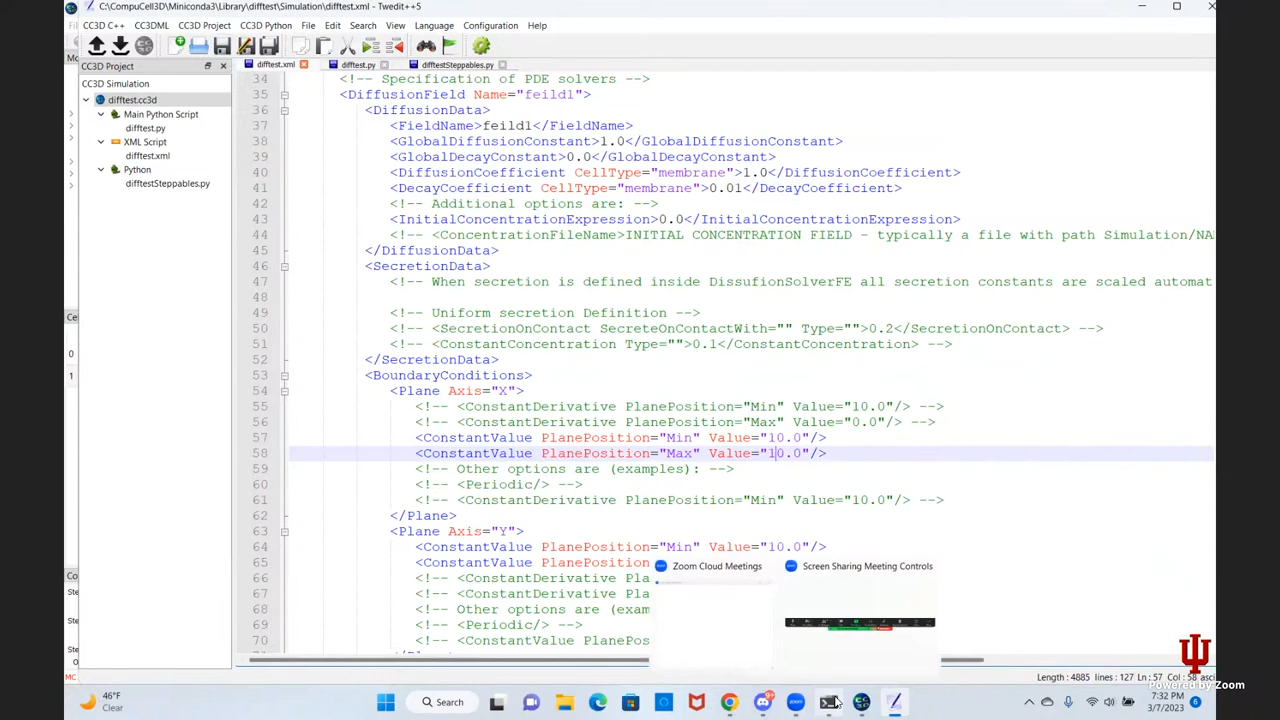 C:\CompuCell3D\Miniconda3\Library\difftest\Simulation\difftest.xml - Twedit++5
CC3D C++ CC3DML CC3D Project CC3D Python File Edit Search View Language Configuration Help
CC3D Project
difftest.xml difftest.py difftestSteppables.py
CC3D Simulation
difftest.cc3d
Main Python Script
difftest.py
XML Script
difftest.xml
Python
difftestSteppables.py
34 <!-- Specification of PDE solvers -->
35 <DiffusionField Name="feild1">
36 <DiffusionData>
37 <FieldName>feild1</FieldName>
38 <GlobalDiffusionConstant>1.0</GlobalDiffusionConstant>
39 <GlobalDecayConstant>0.0</GlobalDecayConstant>
40 <DiffusionCoefficient CellType="membrane">1.0</DiffusionCoefficient>
41 <DecayCoefficient CellType="membrane">0.01</DecayCoefficient>
42 <!-- Additional options are: -->
43 <InitialConcentrationExpression>0.0</InitialConcentrationExpression>
44 <!-- <ConcentrationFileName>INITIAL CONCENTRATION FIELD - typically a file with path Simulation/NA
45 </DiffusionData>
46 <SecretionData>
47 <!-- When secretion is defined inside DissufionSolverFE all secretion constants are scaled automat
48
49 <!-- Uniform secretion Definition -->
50 <!-- <SecretionOnContact SecreteOnContactWith="" Type="">0.2</SecretionOnContact> -->
51 <!-- <ConstantConcentration Type="">0.1</ConstantConcentration> -->
52 </SecretionData>
53 <BoundaryConditions>
54 <Plane Axis="X">
55 <!-- <ConstantDerivative PlanePosition="Min" Value="10.0"/> -->
56 <!-- <ConstantDerivative PlanePosition="Max" Value="0.0"/> -->
57 <ConstantValue PlanePosition="Min" Value="10.0"/>
58 <ConstantValue PlanePosition="Max" Value="10.0"/>
59 <!-- Other options are (examples): -->
60 <!-- <Periodic/> -->
61 <!-- <ConstantDerivative PlanePosition="Min" Value="10.0"/> -->
62 </Plane>
63 <Plane Axis="Y">
64 <ConstantValue PlanePosition="Min" Value="10.0"/>
65 <ConstantValue PlanePosition
66 <!-- <ConstantDerivative Pla
67 <!-- <ConstantDerivative Pla
68 <!-- Other options are (exam
69 <!-- <Periodic/> -->
70 <!-- <ConstantValue PlanePos
Zoom Cloud Meetings
Screen Sharing Meeting Controls
Length: 4885 lines: 127 Ln: 57 Col: 58 asci
46°F
Clear
Search
7:32 PM
3/7/2023
Powered by Zoom